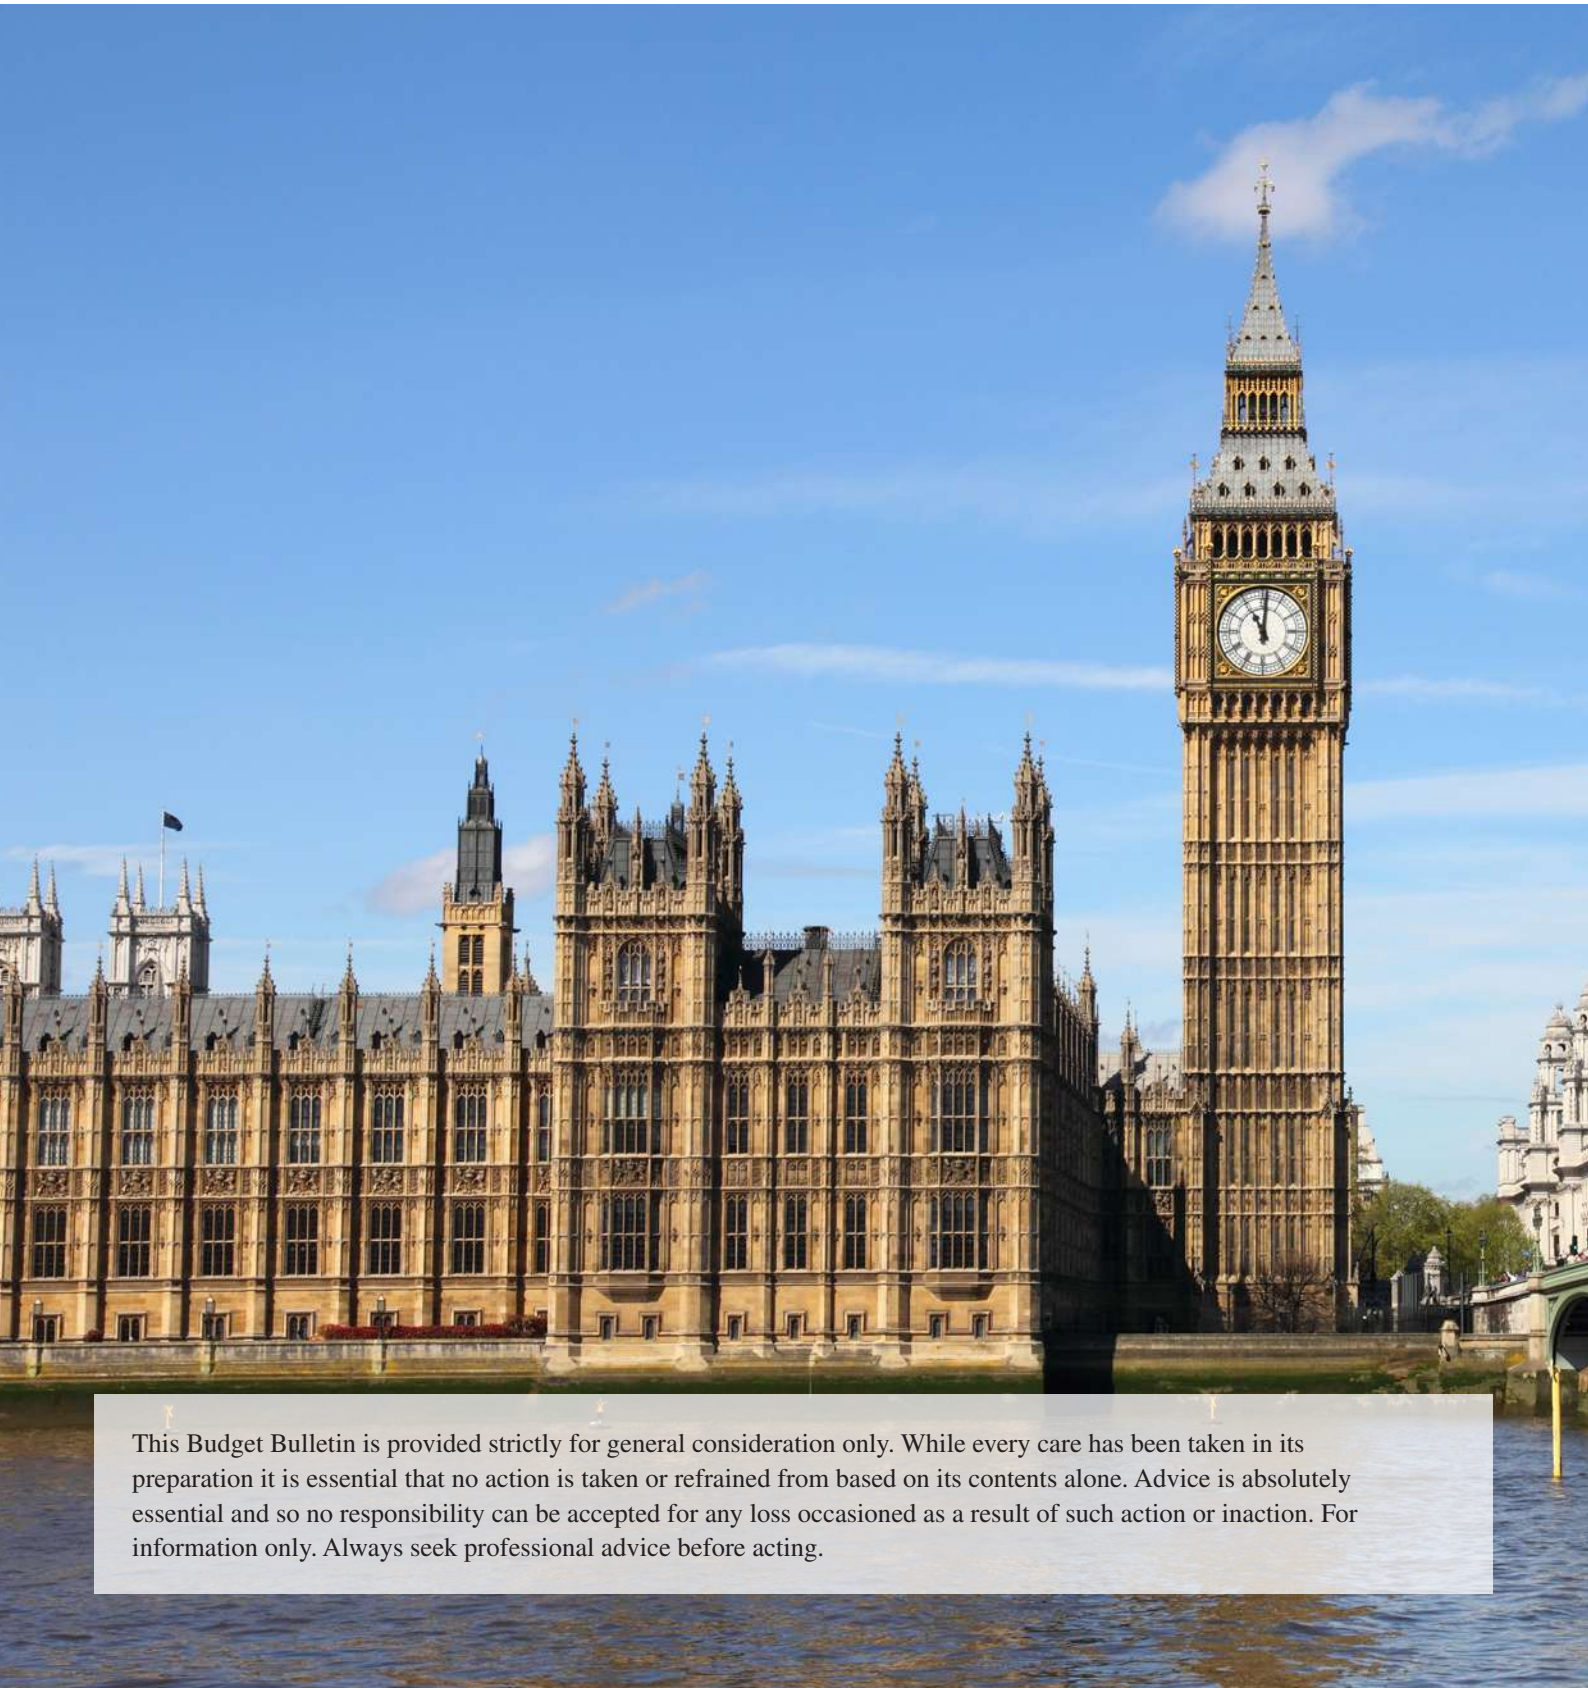 This Budget Bulletin is provided strictly for general consideration only. While every care has been taken in its
preparation it is essential that no action is taken or refrained from based on its contents alone. Advice is absolutely
essential and so no responsibility can be accepted for any loss occasioned as a result of such action or inaction. For
information only. Always seek professional advice before acting.